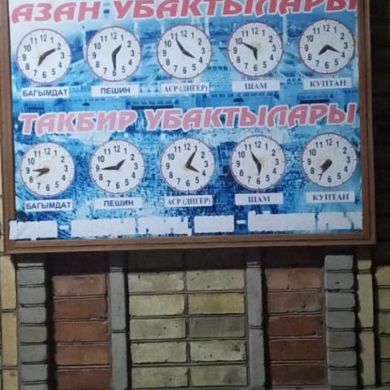 АЗАН УБАКТЫЛАРЫ
БАГЫМДАТ ПЕШИН АСР (ДИГЕР) ШАМ КУПТАН
ТАКБИР УБАКТЫЛАРЫ
БАГЫМДАТ ПЕШИН АСР (ДИГЕР) ШАМ КУПТАН